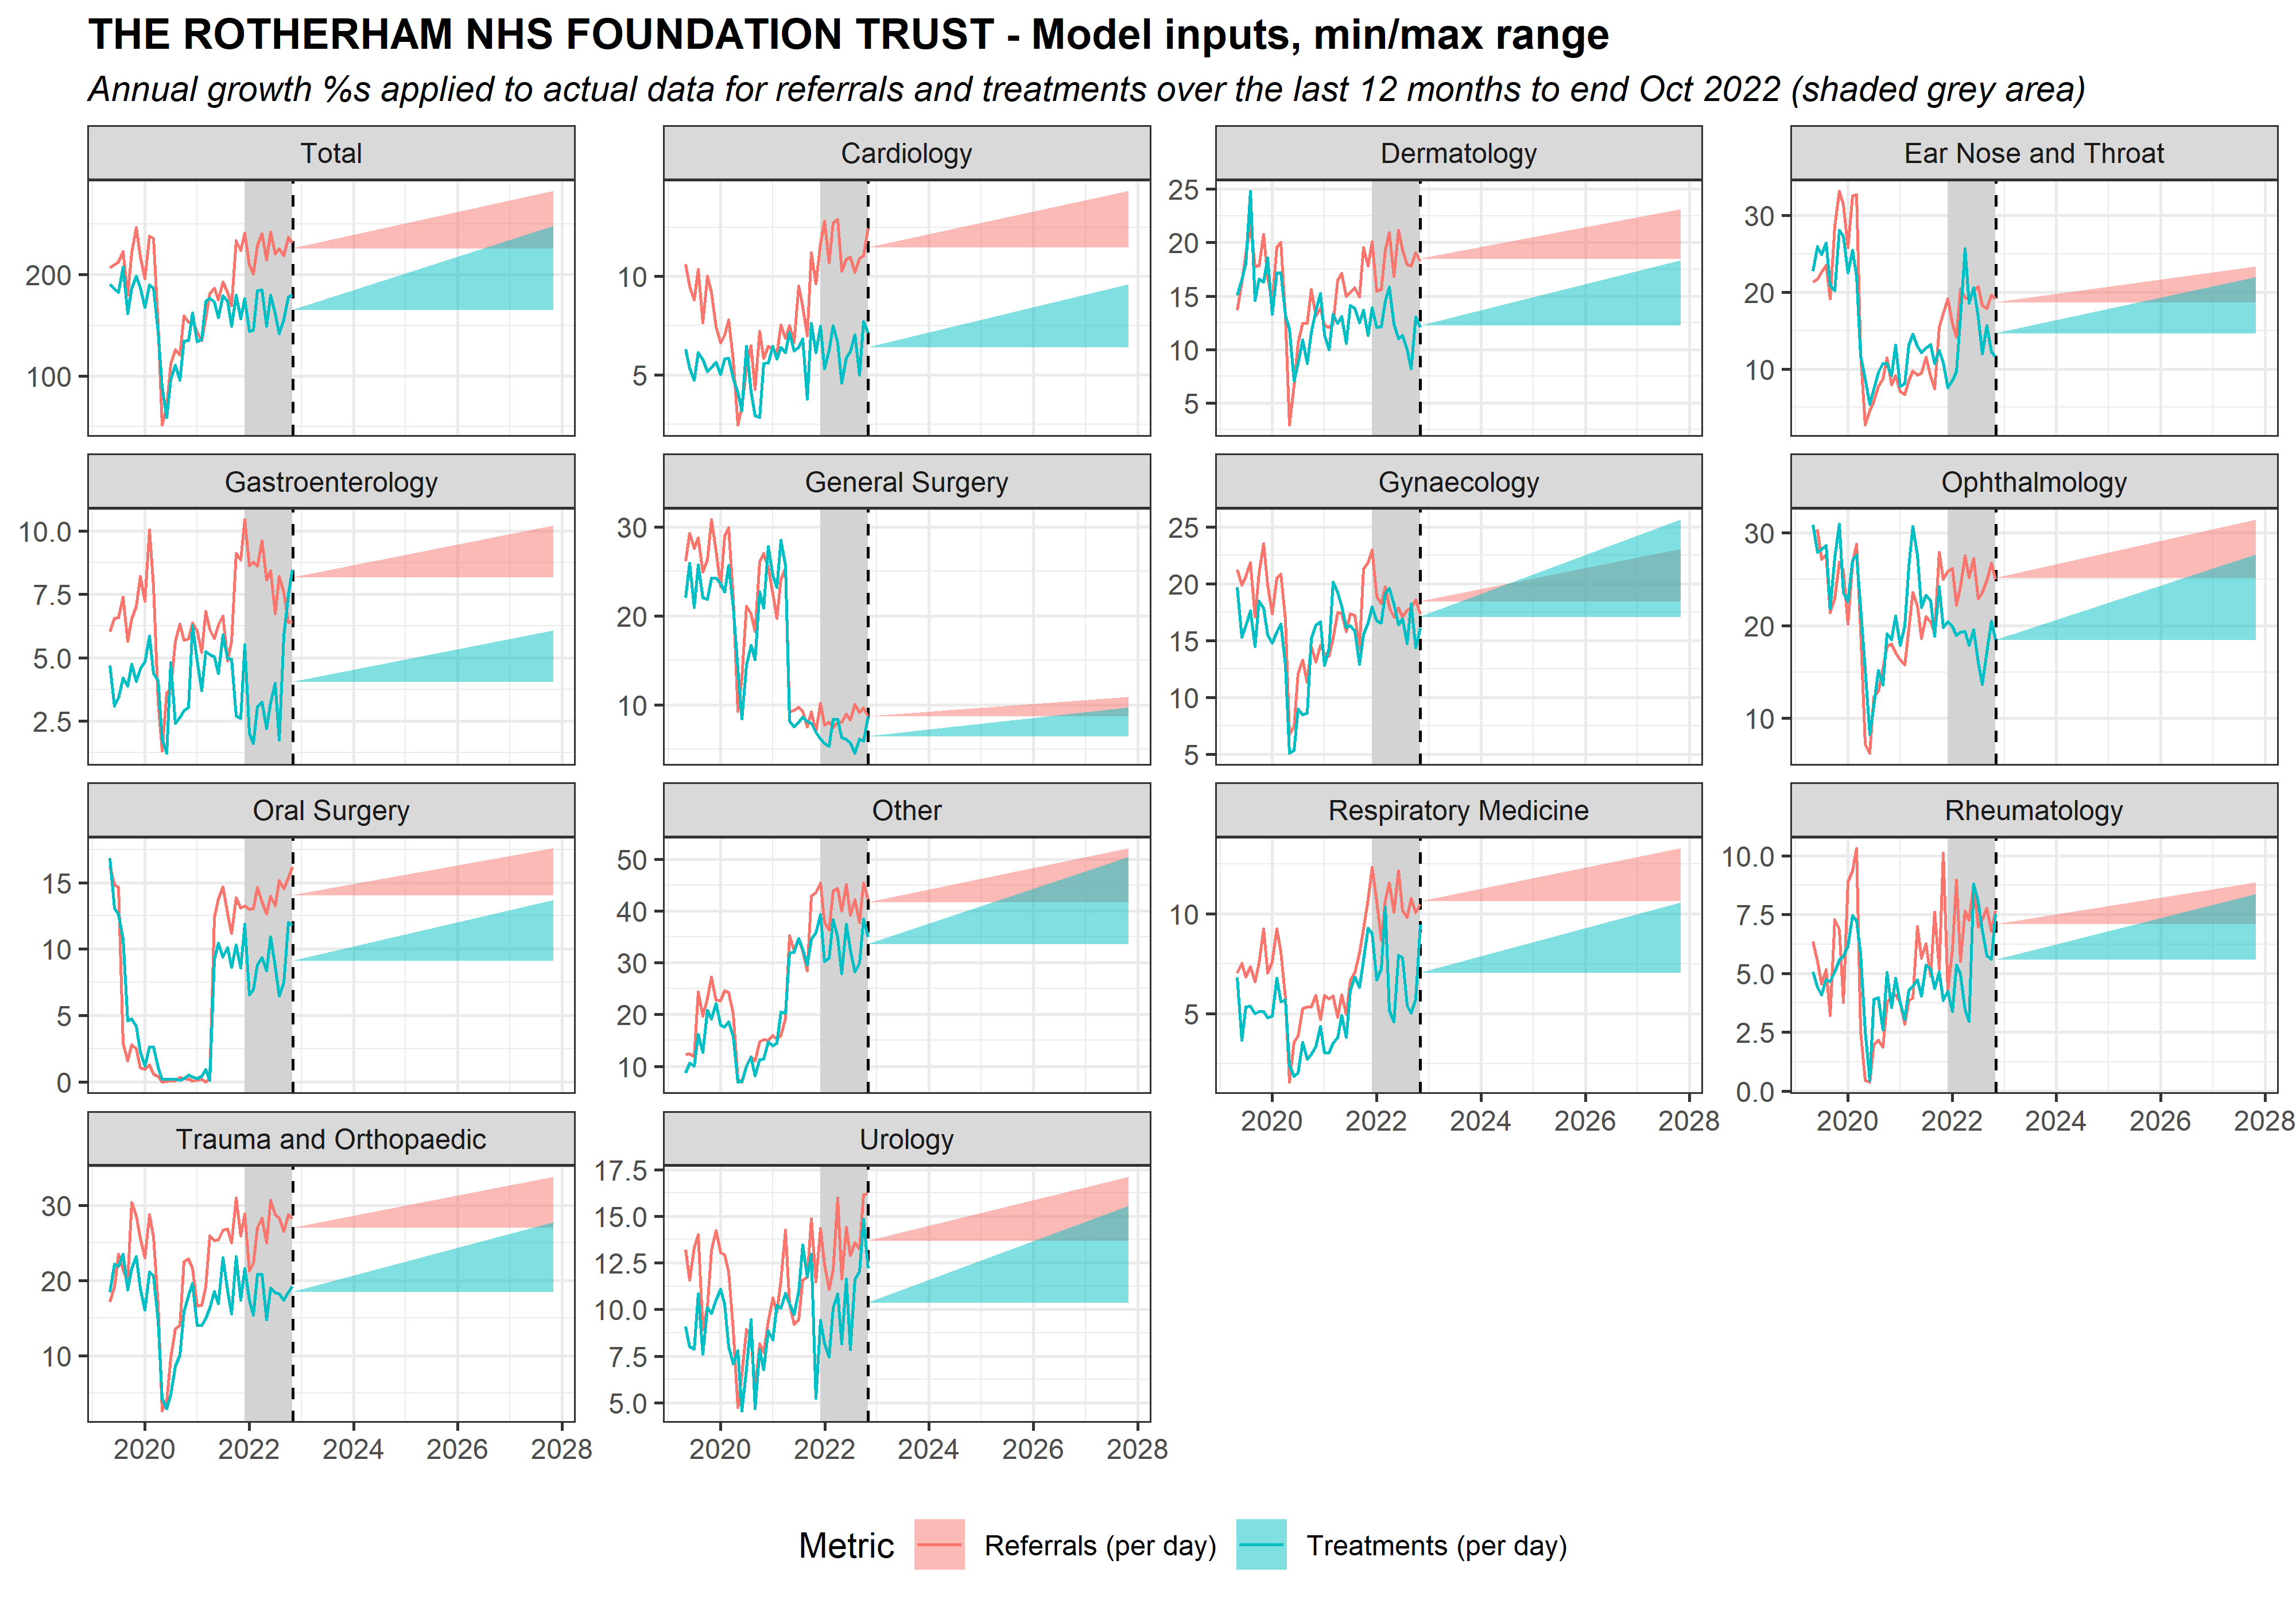 THE ROTHERHAM NHS FOUNDATION TRUST - Model inputs, min/max range
Annual growth %s applied to actual data for referrals and treatments over the last 12 months to end Oct 2022 (shaded grey area)
Total
Cardiology
Dermatology
Ear Nose and Throat
200
100
10
5
25
20
15
10
5
30
20
10
Gastroenterology
General Surgery
Gynaecology
Ophthalmology
10.0
7.5
5.0
2.5
30
20
10
25
20
15
10
5
30
20
10
Oral Surgery
Other
Respiratory Medicine
Rheumatology
15
10
5
0
50
40
30
20
10
10
5
10.0
7.5
5.0
2.5
0.0
2020 2022 2024 2026 2028
2020 2022 2024 2026 2028
Trauma and Orthopaedic
Urology
30
20
10
17.5
15.0
12.5
10.0
7.5
5.0
2020 2022 2024 2026 2028
2020 2022 2024 2026 2028
Metric Referrals (per day) Treatments (per day)